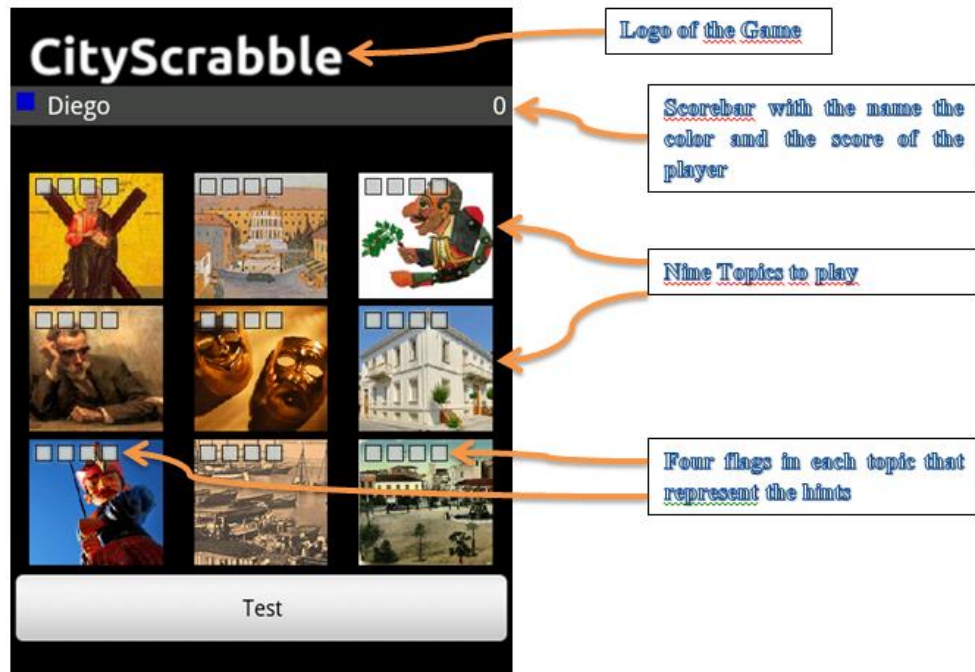 CityScrabble
Logo of the Game
Diego 0
Scorebar with the name the
color and the score of the
player
Nine Topics to play
Four flags in each topic that
represent the hints
Test